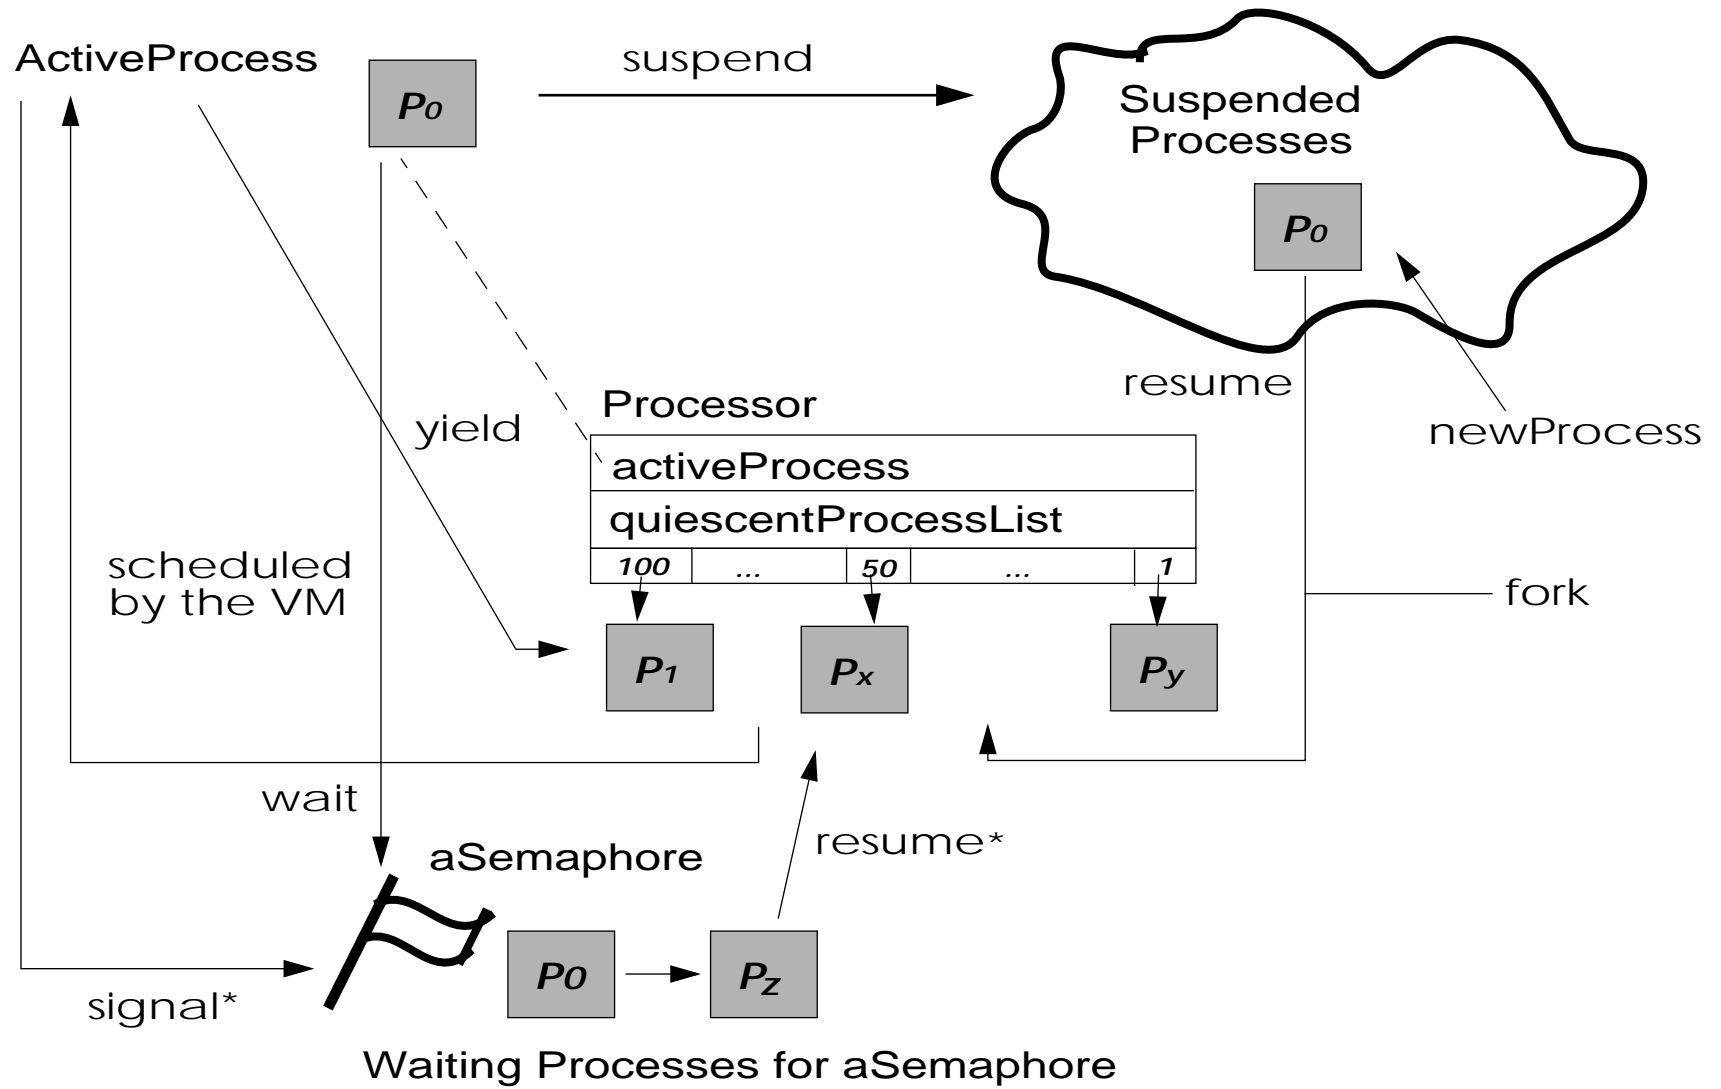 ActiveProcess
P0
suspend
Suspended
Processes
P0
resume
newProcess
Processor
yield
activeProcess
quiescentProcessList
100 ... 50 ... 1
scheduled
by the VM
fork
P1
Px
Py
wait
aSemaphore
resume*
P0
Pz
signal*
Waiting Processes for aSemaphore